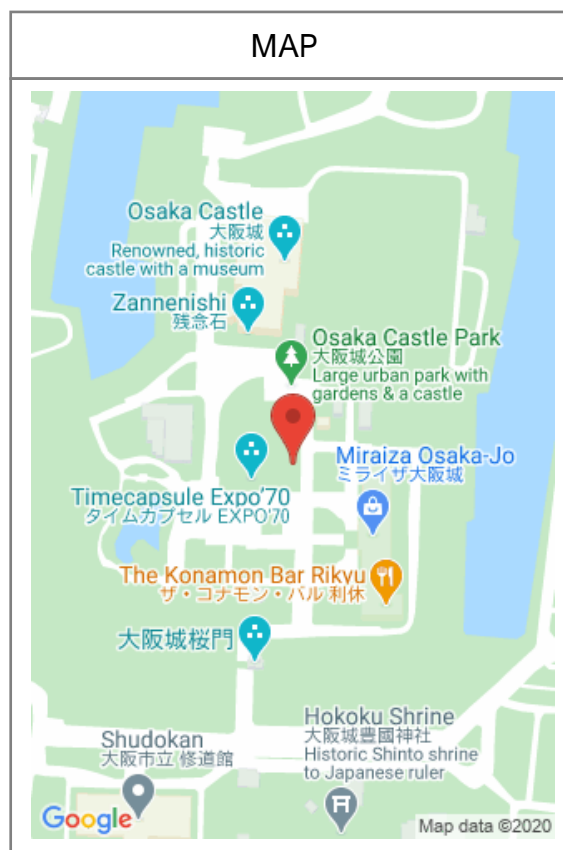 MAP
Osaka Castle
大阪城
Renowned, historic
castle with a museum
Zannenishi
残念石
Osaka Castle Park
大阪城公園
Large urban park with
gardens & a castle
Miraiza Osaka-Jo
ミライザ大阪城
Timecapsule Expo'70
タイムカプセル EXPO'70
The Konamon Bar Rikyu
ザ・コナモン・バル 利休
大阪城桜門
Hokoku Shrine
大阪城豊國神社
Historic Shinto shrine
to Japanese ruler
Shudokan
大阪市立 修道館
Google
Map data ©2020